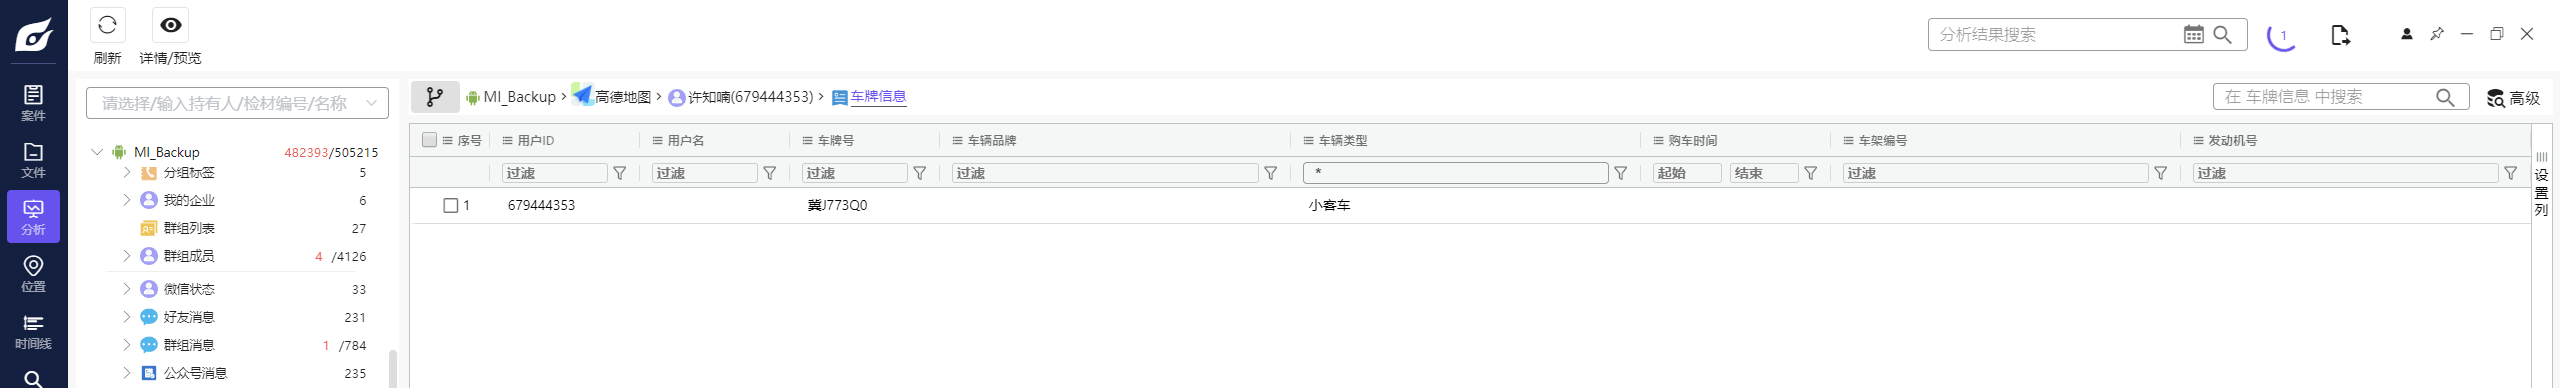 刷新
详情/预览
分析结果搜索
1
案件
文件
分析
位置
时间线
请选择/输入持有人/检材编号/名称
MI_Backup 482393/505215
分组标签 5
我的企业 6
群组列表 27
群组成员 4 /4126
微信状态 33
好友消息 231
群组消息 1 /784
公众号消息 235
MI_Backup > 高德地图 > 许知喃(679444353) > 车牌信息
在 车牌信息 中搜索
高级
序号 用户ID 用户名 车牌号 车辆品牌 车辆类型 购车时间 车架编号 发动机号
过滤 过滤 过滤 过滤 * 起始 结束 过滤 过滤
1 679444353 冀J773Q0 小客车
设置列